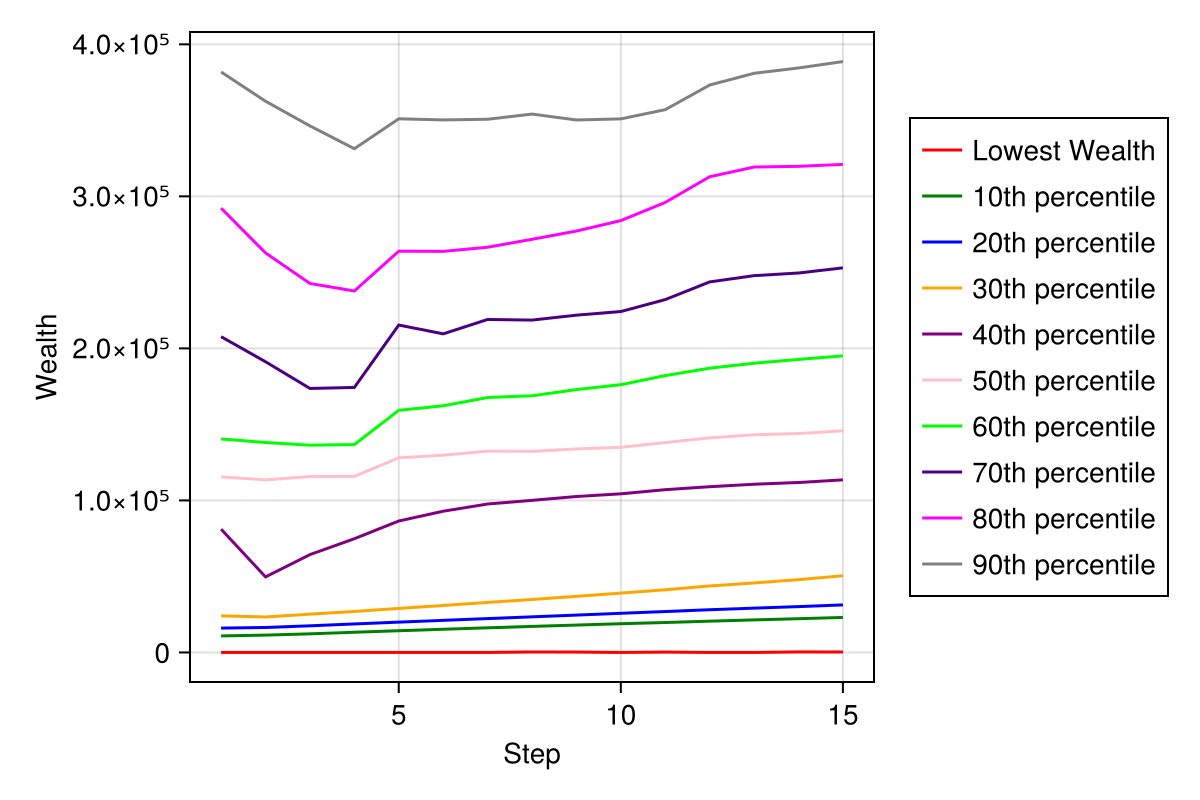 4.0×10⁵
3.0×10⁵
2.0×10⁵
1.0×10⁵
0
Wealth
5
10
15
Step
Lowest Wealth
10th percentile
20th percentile
30th percentile
40th percentile
50th percentile
60th percentile
70th percentile
80th percentile
90th percentile